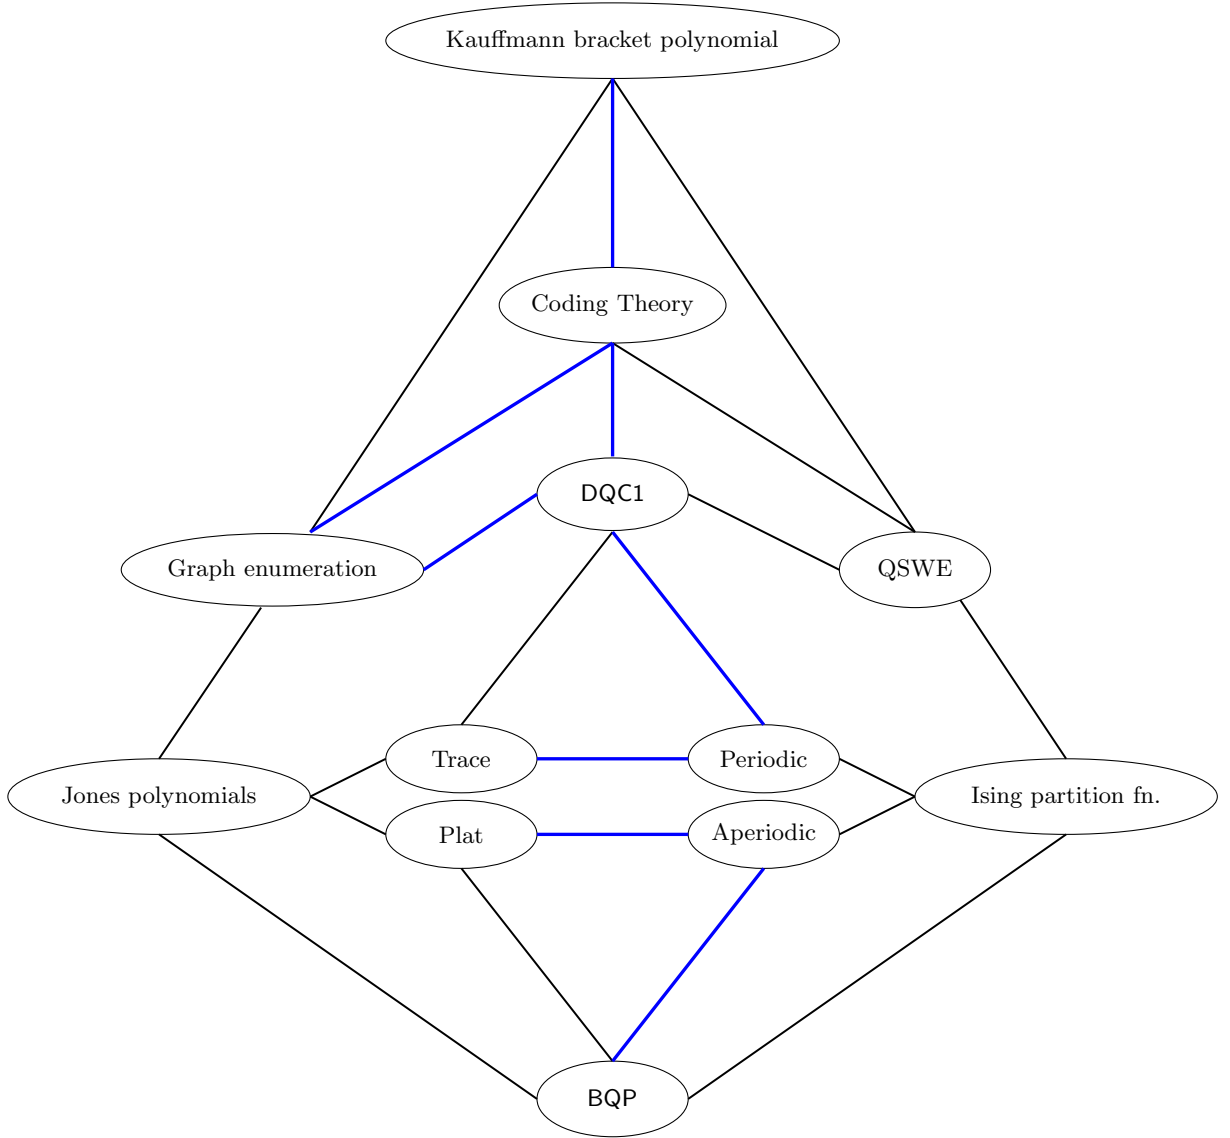 Kauffmann bracket polynomial
Coding Theory
DQC1
Graph enumeration
QSWE
Trace
Periodic
Jones polynomials
Ising partition fn.
Plat
Aperiodic
BQP